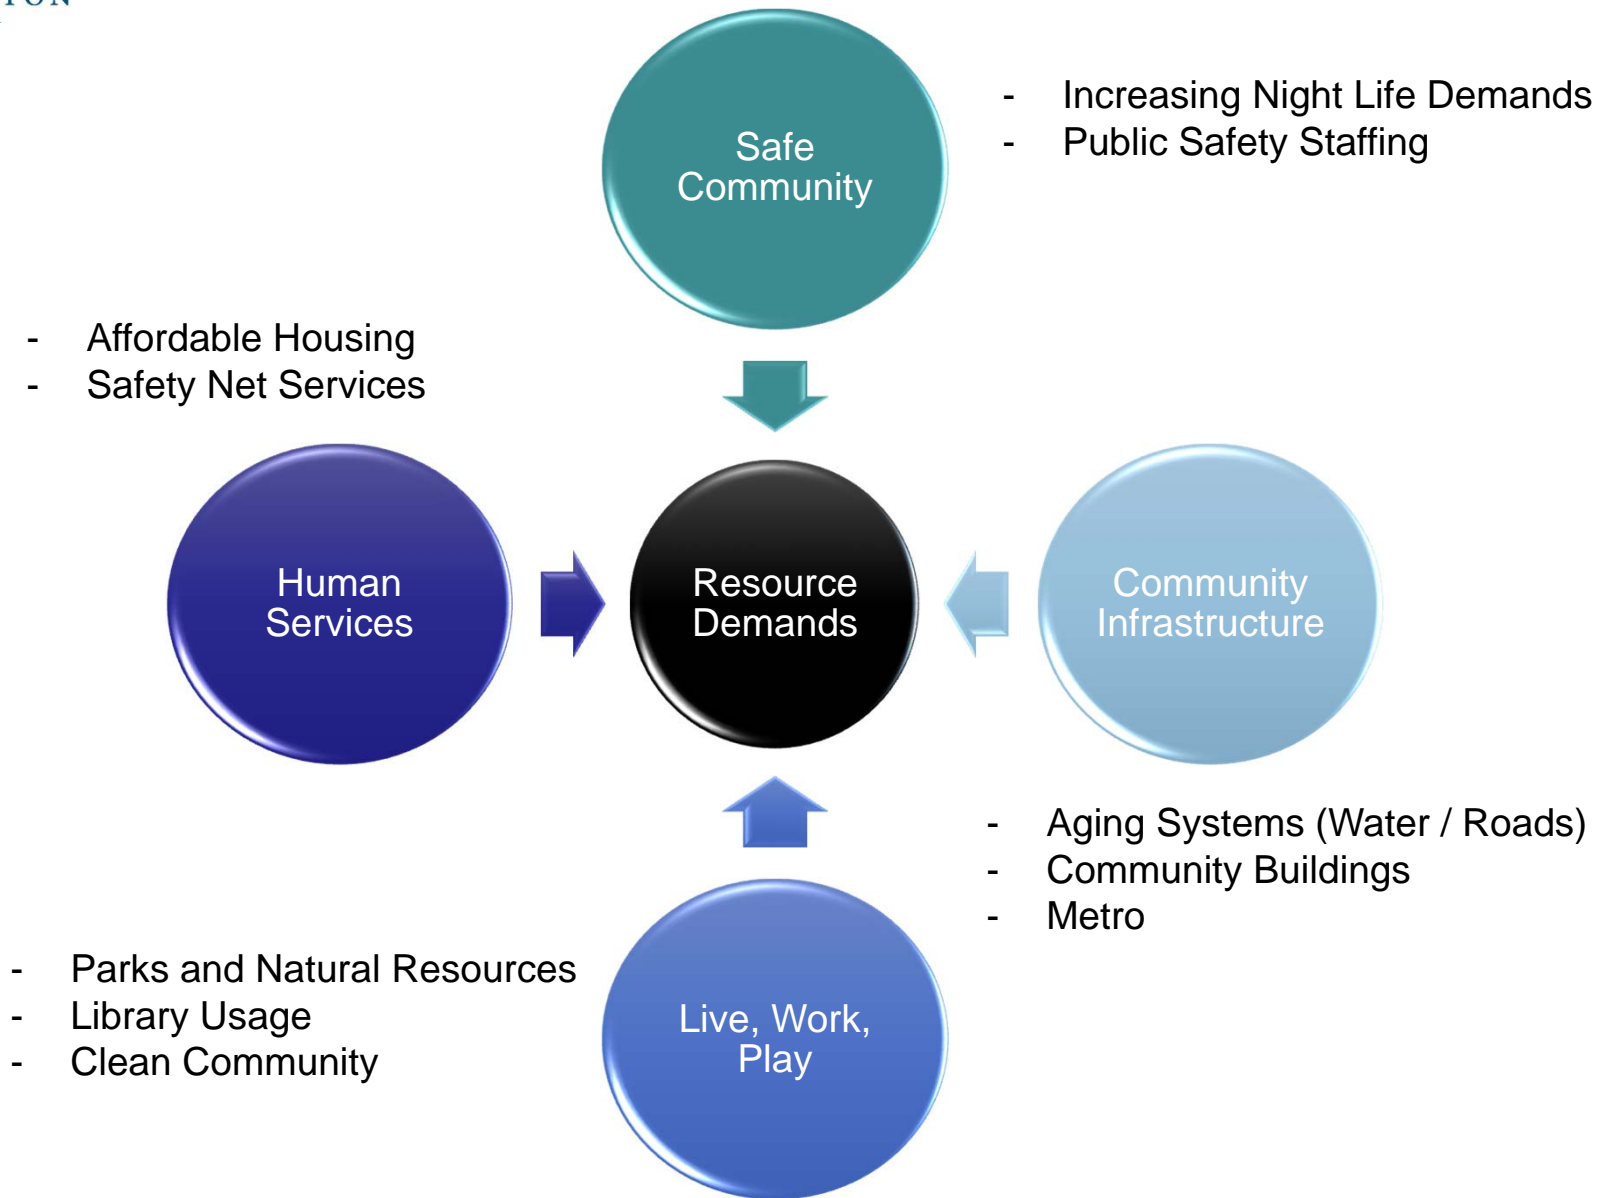 Safe
Community
- Increasing Night Life Demands
- Public Safety Staffing
- Affordable Housing
- Safety Net Services
Human
Services
Resource
Demands
Community
Infrastructure
- Aging Systems (Water / Roads)
- Community Buildings
- Metro
- Parks and Natural Resources
- Library Usage
- Clean Community
Live, Work,
Play